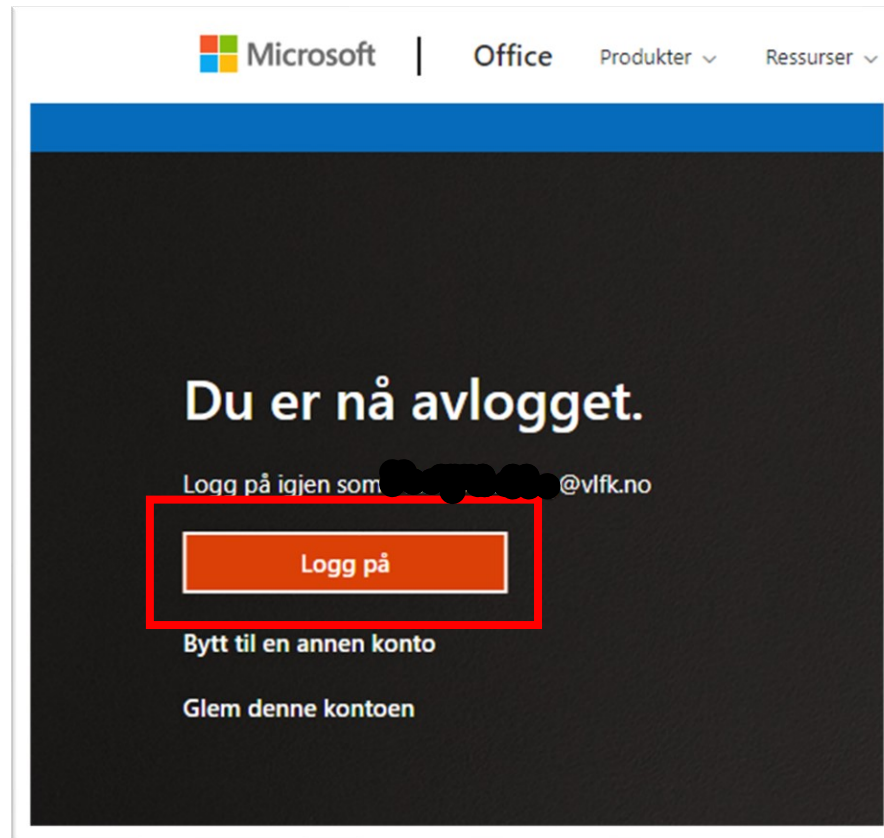 Microsoft | Office Produkter Ressurser
Du er nå avlogget.
Logg på igjen som @vlfk.no
Logg på
Bytt til en annen konto
Glem denne kontoen